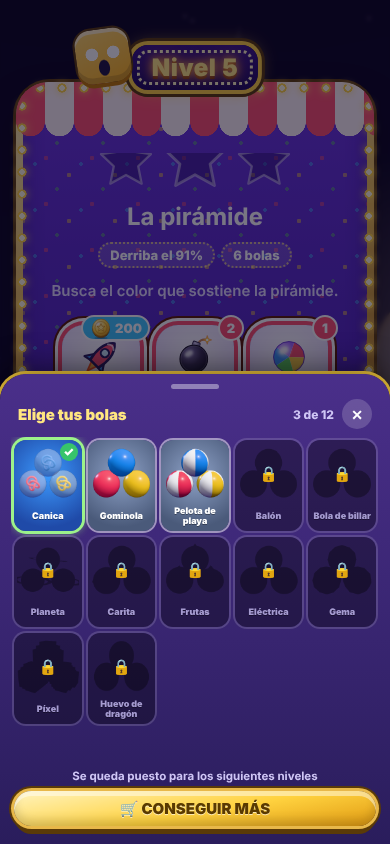 Nivel 5
La pirámide
Derriba el 91%
6 bolas
Busca el color que sostiene la pirámide.
200
2
1
Elige tus bolas
3 de 12
Canica
Gominola
Pelota de
playa
Balón
Bola de billar
Planeta
Carita
Frutas
Eléctrica
Gema
Píxel
Huevo de
dragón
Se queda puesto para los siguientes niveles
🛒 CONSEGUIR MÁS